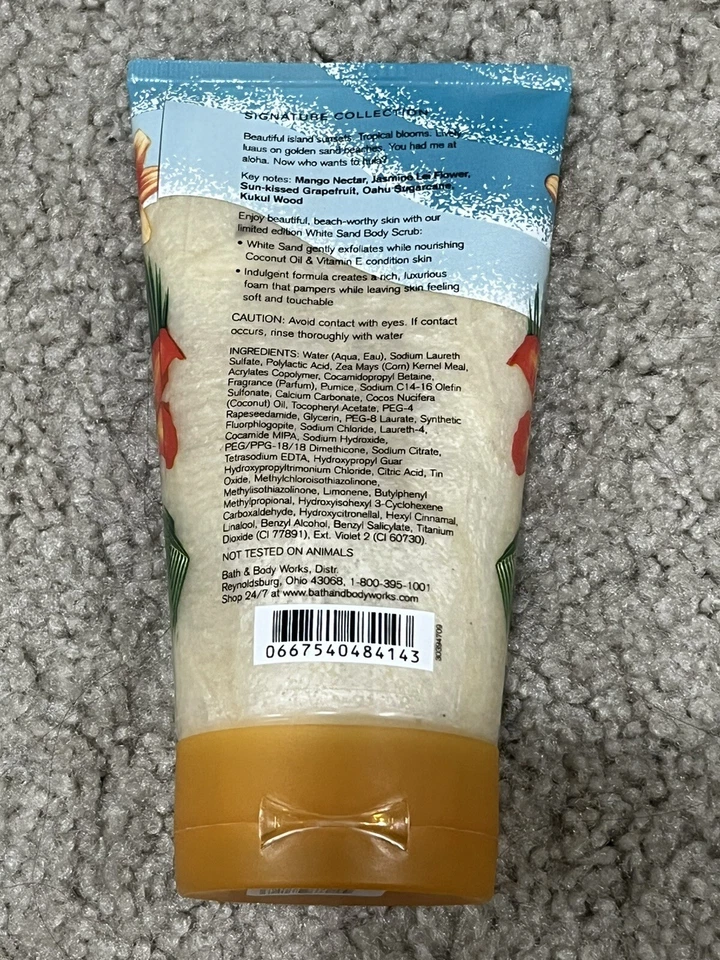 SIGNATURE COLLECTION
Beautiful island sunsets. Tropical blooms. Lively
luaus on golden sand beaches. You had me at
aloha. Now who wants to hula?
Key notes: Mango Nectar, Jasmine Lei Flower,
Sun-kissed Grapefruit, Oahu Sugarcane,
Kukui Wood
Enjoy beautiful, beach-worthy skin with our
limited edition White Sand Body Scrub:
• White Sand gently exfoliates while nourishing
Coconut Oil & Vitamin E condition skin
• Indulgent formula creates a rich, luxurious
foam that pampers while leaving skin feeling
soft and touchable
CAUTION: Avoid contact with eyes. If contact
occurs, rinse thoroughly with water
INGREDIENTS: Water (Aqua, Eau), Sodium Laureth
Sulfate, Polylactic Acid, Zea Mays (Corn) Kernel Meal,
Acrylates Copolymer, Cocamidopropyl Betaine,
Fragrance (Parfum), Pumice, Sodium C14-16 Olefin
Sulfonate, Calcium Carbonate, Cocos Nucifera
(Coconut) Oil, Tocopheryl Acetate, PEG-4
Rapeseedamide, Glycerin, PEG-8 Laurate, Synthetic
Fluorphlogopite, Sodium Chloride, Laureth-4,
Cocamide MIPA, Sodium Hydroxide,
PEG/PPG-18/18 Dimethicone, Sodium Citrate,
Tetrasodium EDTA, Hydroxypropyl Guar
Hydroxypropyltrimonium Chloride, Citric Acid, Tin
Oxide, Methylchloroisothiazolinone,
Methylisothiazolinone, Limonene, Butylphenyl
Methylpropional, Hydroxyisohexyl 3-Cyclohexene
Carboxaldehyde, Hydroxycitronellal, Hexyl Cinnamal,
Linalool, Benzyl Alcohol, Benzyl Salicylate, Titanium
Dioxide (CI 77891), Ext. Violet 2 (CI 60730).
NOT TESTED ON ANIMALS
Bath & Body Works, Distr.
Reynoldsburg, Ohio 43068, 1-800-395-1001
Shop 24/7 at www.bathandbodyworks.com
0667540484143
30394709